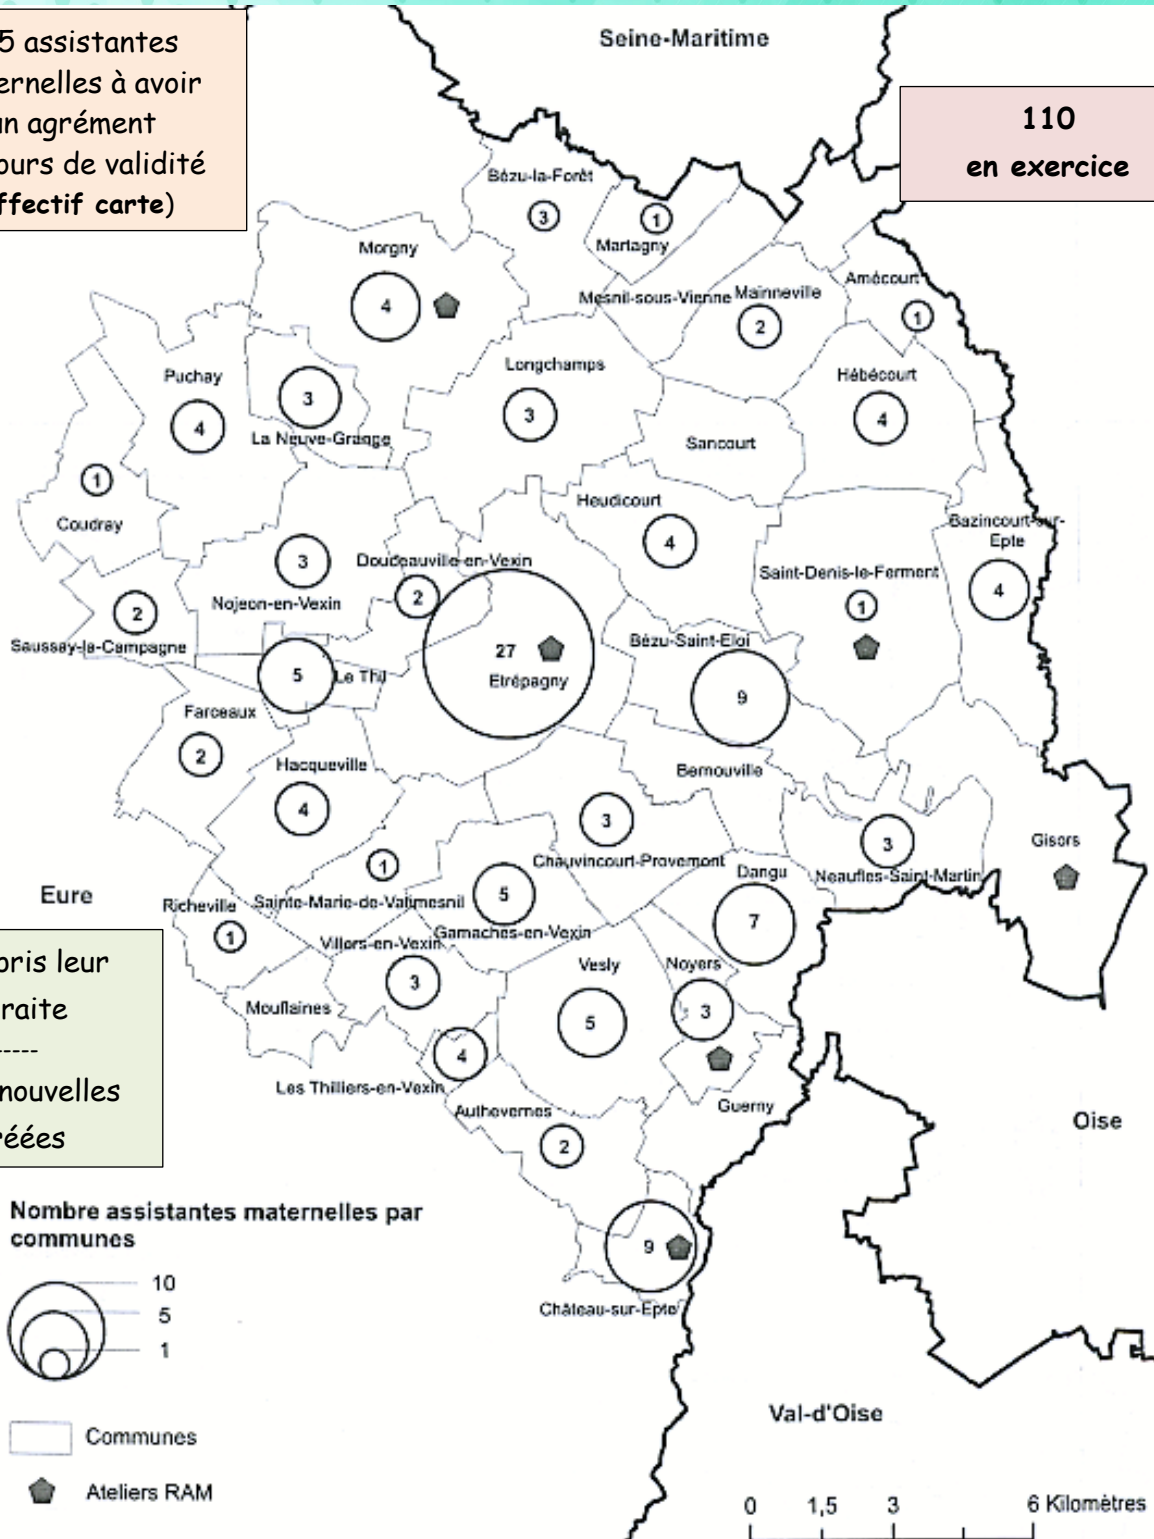 5 assistantes
ernelles à avoir
un agrément
ours de validité
ffectif carte)
Seine-Maritime
110
en exercice
Bézu-la-Forêt
3
1
Martagny
Morgny
4
Mesnil-sous-Vienne
Mainneville
2
Amécourt
1
Puchay
4
3
La Neuve-Grange
Longchamps
3
Hébécourt
4
Sancourt
1
Coudray
Heudicourt
4
Bazincourt-sur-
Epte
4
3
Nojeon-en-Vexin
Doudeauville-en-Vexin
2
Saint-Denis-le-Ferment
1
2
Saussay-la-Campagne
27
Etrépagny
Bézu-Saint-Eloi
9
5
Le Thil
Farceaux
2
Hacqueville
4
Bernouville
3
Chauvincourt-Provemont
3
Neaufles-Saint-Martin
Gisors
Eure
1
Sainte-Marie-de-Vatimesnil
5
Gamaches-en-Vexin
Dangu
7
Richeville
1
Villers-en-Vexin
3
Vesly
5
Noyers
3
Mouflaines
4
Les Thilliers-en-Vexin
Guerny
Authevernes
2
Oise
pris leur
raite
-----
nouvelles
réées
9
Château-sur-Epte
Nombre assistantes maternelles par
communes
10
5
1
Communes
Ateliers RAM
Val-d'Oise
0 1,5 3 6 Kilomètres